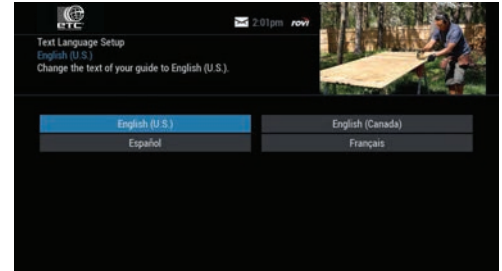 etc
2:01pm rovi
Text Language Setup
English (U.S.)
Change the text of your guide to English (U.S.).
English (U.S.) English (Canada)
Español Français